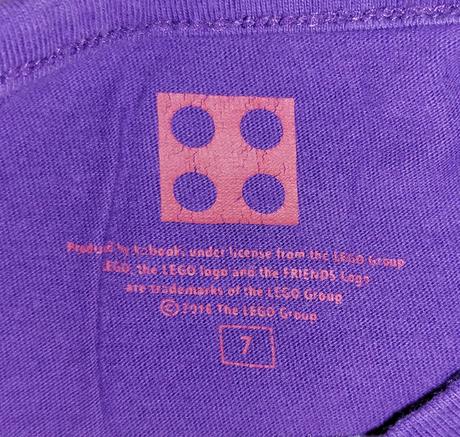 Produced by kabooki under license from the LEGO Group
LEGO, the LEGO logo and the FRIENDS Logo
are trademarks of the LEGO Group
© 2016 The LEGO Group
7